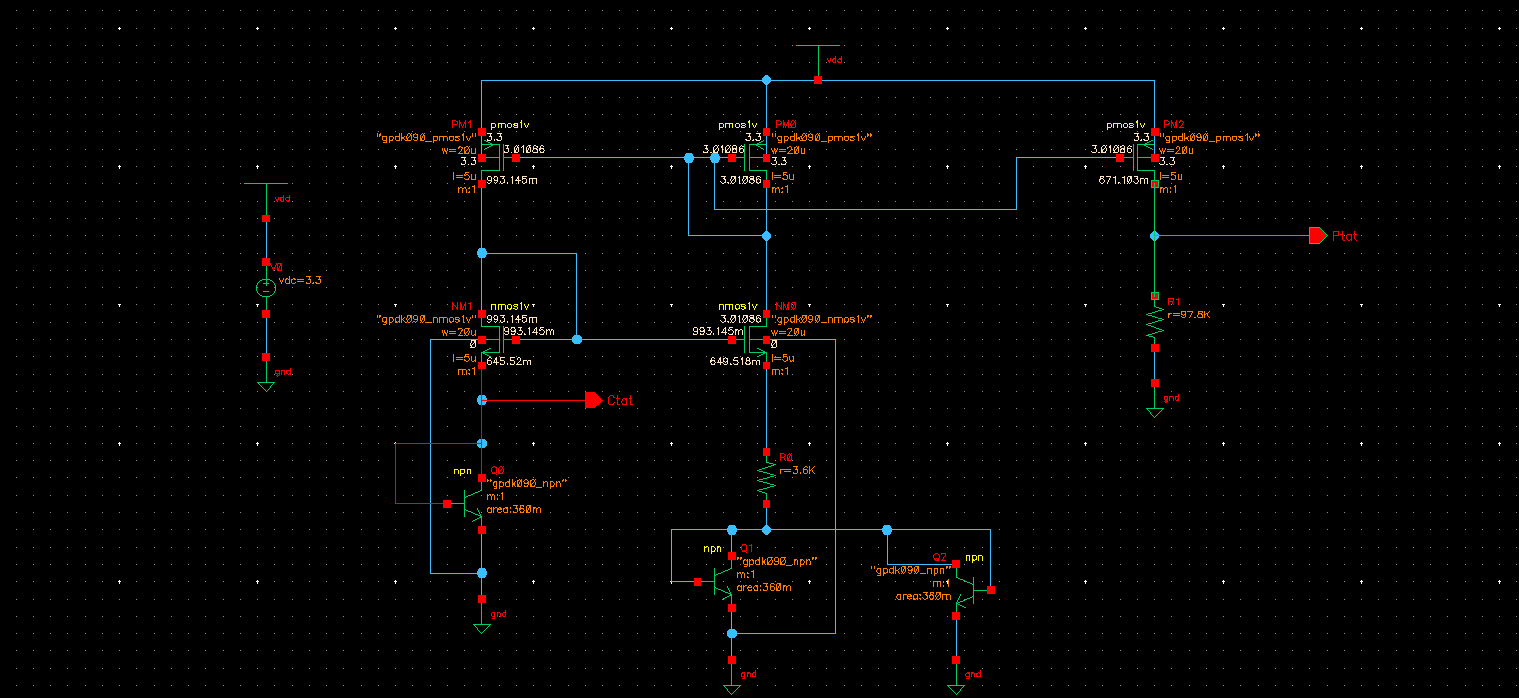 vdd
PM1
pmos1v
3.3
"gpdk090_pmos1v"
w=20u
3.01086
3.3
l=5u
993.145m
m:1
pmos1v
PM0
3.3
"gpdk090_pmos1v"
w=20u
3.01086
3.3
l=5u
3.01086
m:1
pmos1v
PM2
3.3
"gpdk090_pmos1v"
w=20u
3.01086
3.3
l=5u
671.103m
m:1
vdd
V0
vdc=3.3
gnd
Ptat
R1
r=97.8K
gnd
NM1
nmos1v
993.145m
"gpdk090_nmos1v"
w=20u
993.145m
0
l=5u
645.52m
m:1
nmos1v
NM0
3.01086
"gpdk090_nmos1v"
w=20u
993.145m
0
l=5u
649.518m
m:1
Ctat
npn
Q0
"gpdk090_npn"
m:1
area:360m
gnd
R0
r=3.6K
npn
Q1
"gpdk090_npn"
m:1
area:360m
gnd
Q2
npn
"gpdk090_npn"
m:1
area:360m
gnd